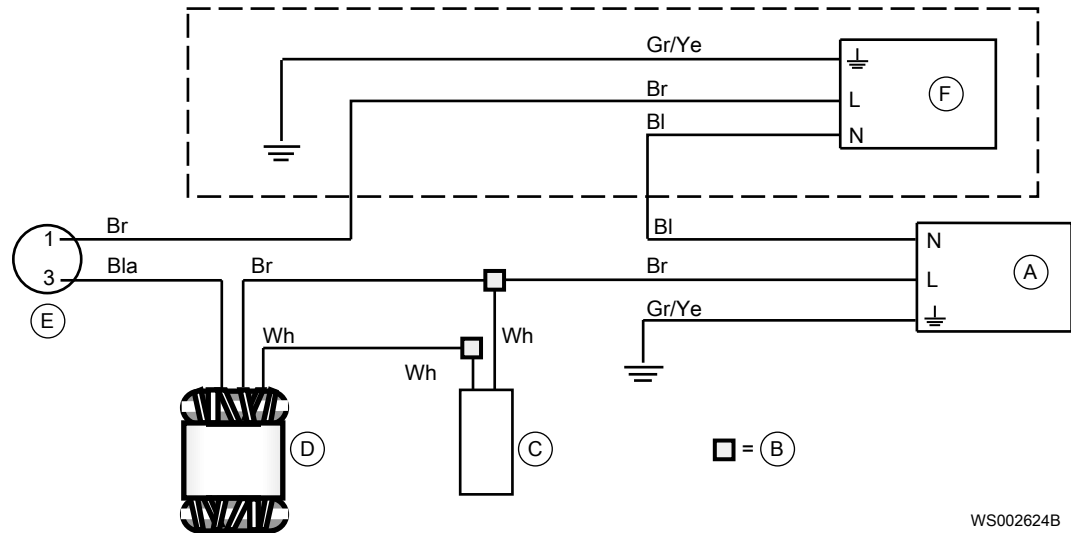 Gr/Ye
Br
L
F
Bl
N
1
Br
Bl
N
3
Bla
Br
Br
L
A
E
Gr/Ye
Wh
Wh
Wh
D
C
= B
WS002624B